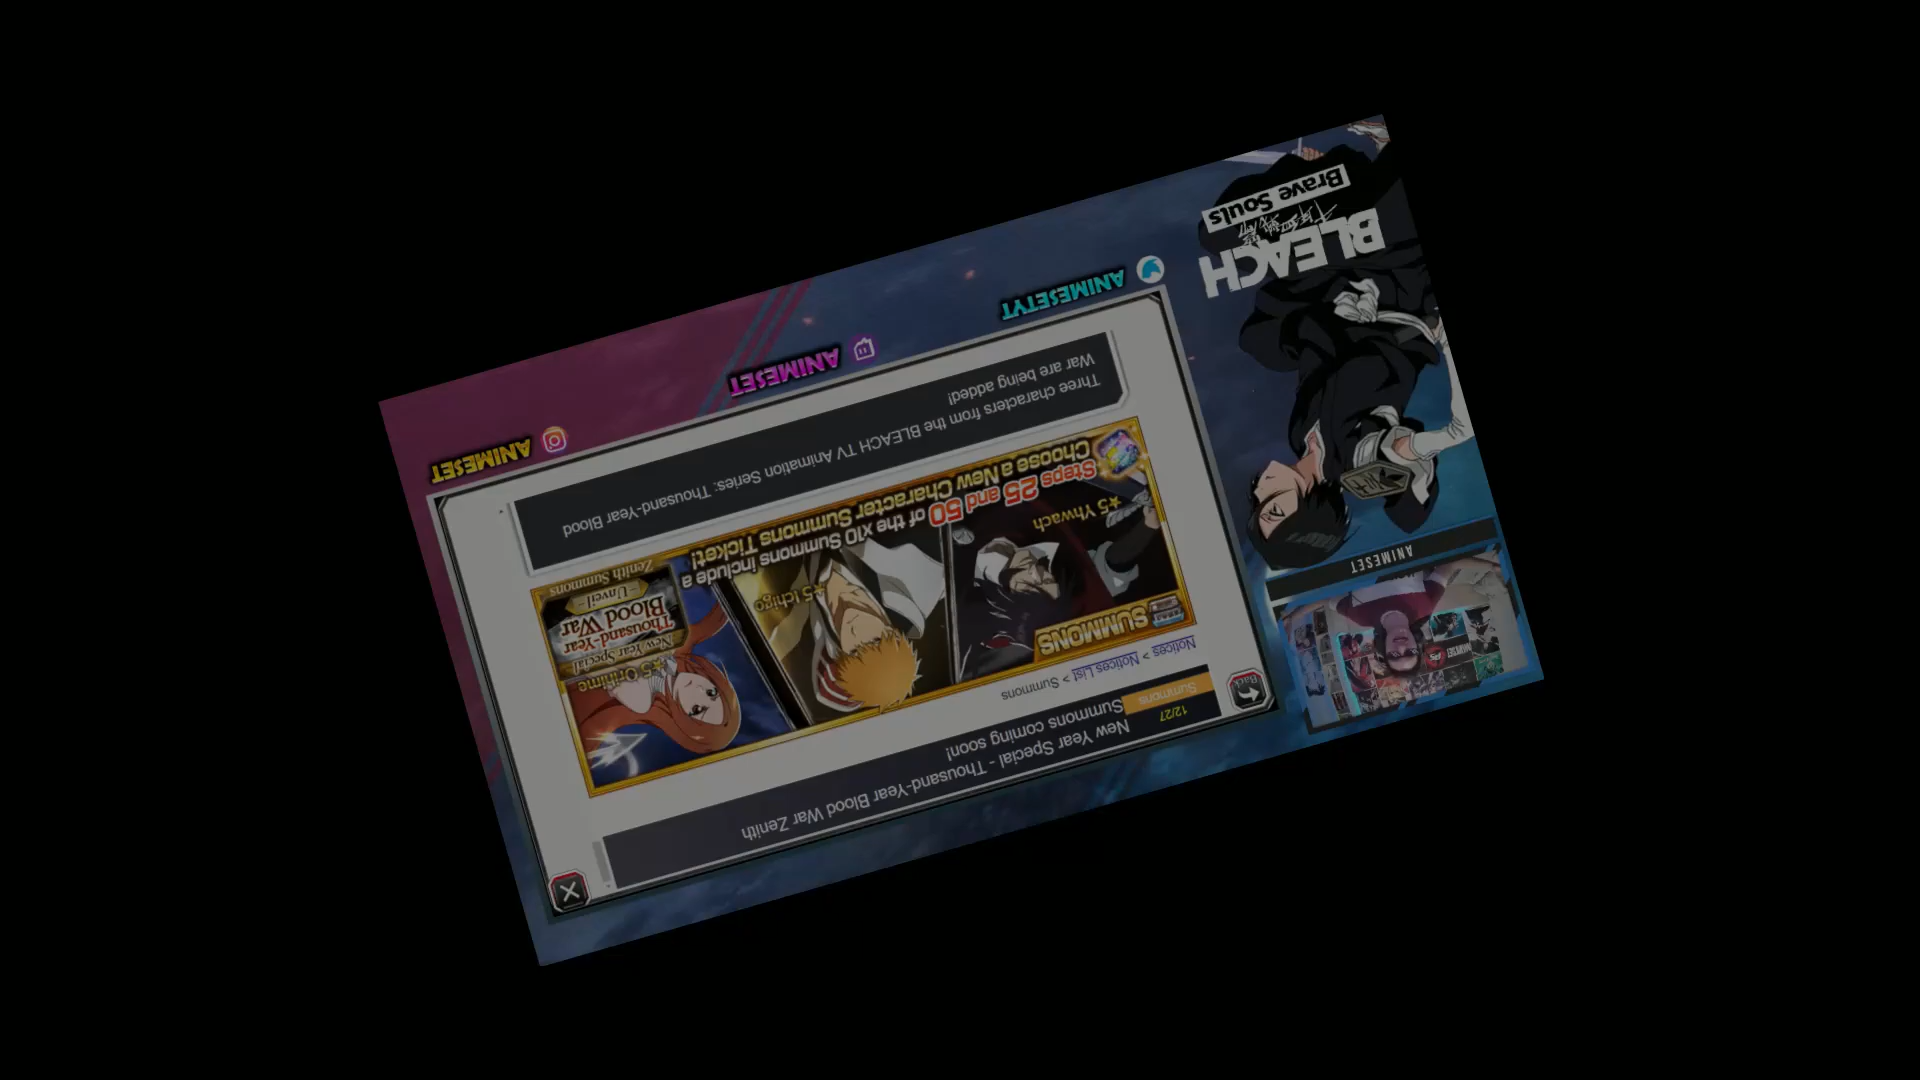 New Year Special - Thousand-Year Blood War Zenith
Summons coming soon!
12/27
Summons
Back
Notices > Notices List > Summons
SUMMONS
★5 Yhwach
★5 Ichigo
★5 Orihime
New Year Special
Thousand-Year
Blood War
- Unveil -
Zenith Summons
Steps 25 and 50 of the x10 Summons include a
Choose a New Character Summons Ticket!
Three characters from the BLEACH TV Animation Series: Thousand-Year Blood
War are being added!
ANIMESET
BLEACH
Brave Souls
ANIMESETYT
ANIMESET
ANIMESET